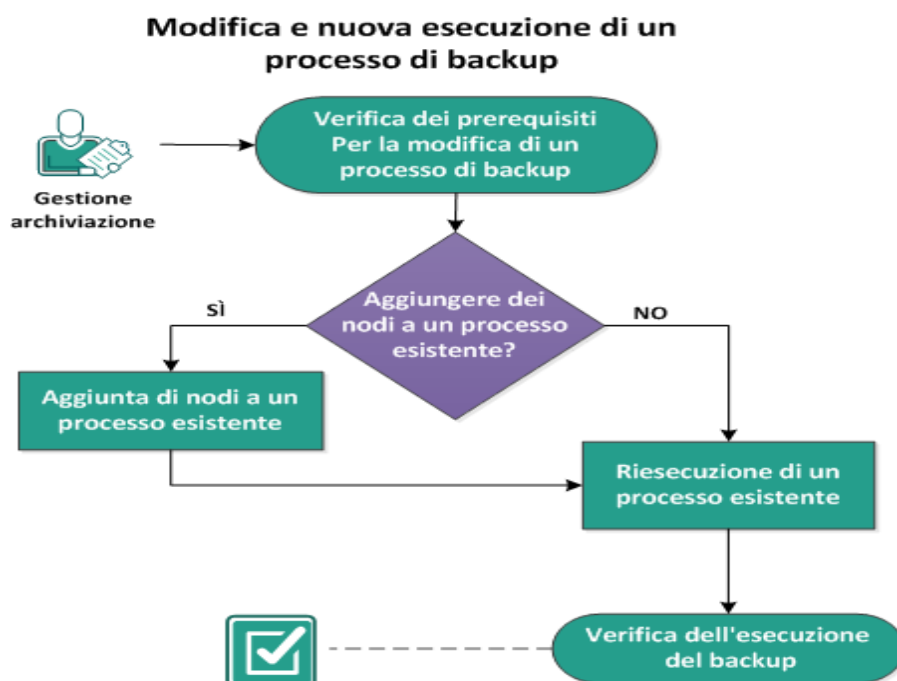 Modifica e nuova esecuzione di un
processo di backup
Verifica dei prerequisiti
Per la modifica di un
processo di backup
Gestione
archiviazione
Aggiungere dei
nodi a un processo
esistente?
SÌ
NO
Aggiunta di nodi a un
processo esistente
Riesecuzione di un
processo esistente
Verifica dell'esecuzione
del backup